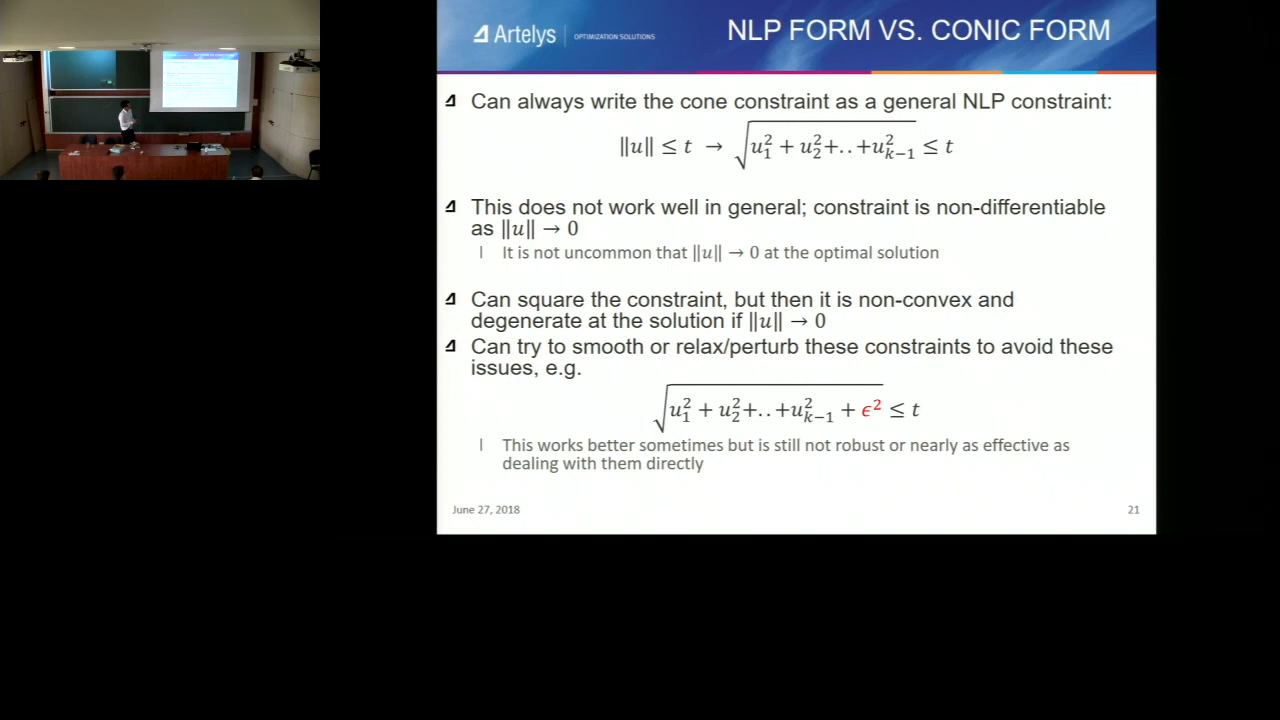 Artelys
OPTIMIZATION SOLUTIONS
NLP FORM VS. CONIC FORM
Can always write the cone constraint as a general NLP constraint:
‖u‖ ≤ t → √(u₁² + u₂²+..+u²ₖ₋₁) ≤ t
This does not work well in general; constraint is non-differentiable
as ‖u‖ → 0
It is not uncommon that ‖u‖ → 0 at the optimal solution
Can square the constraint, but then it is non-convex and
degenerate at the solution if ‖u‖ → 0
Can try to smooth or relax/perturb these constraints to avoid these
issues, e.g.
√(u₁² + u₂²+..+u²ₖ₋₁ + ϵ²) ≤ t
This works better sometimes but is still not robust or nearly as effective as
dealing with them directly
June 27, 2018
21